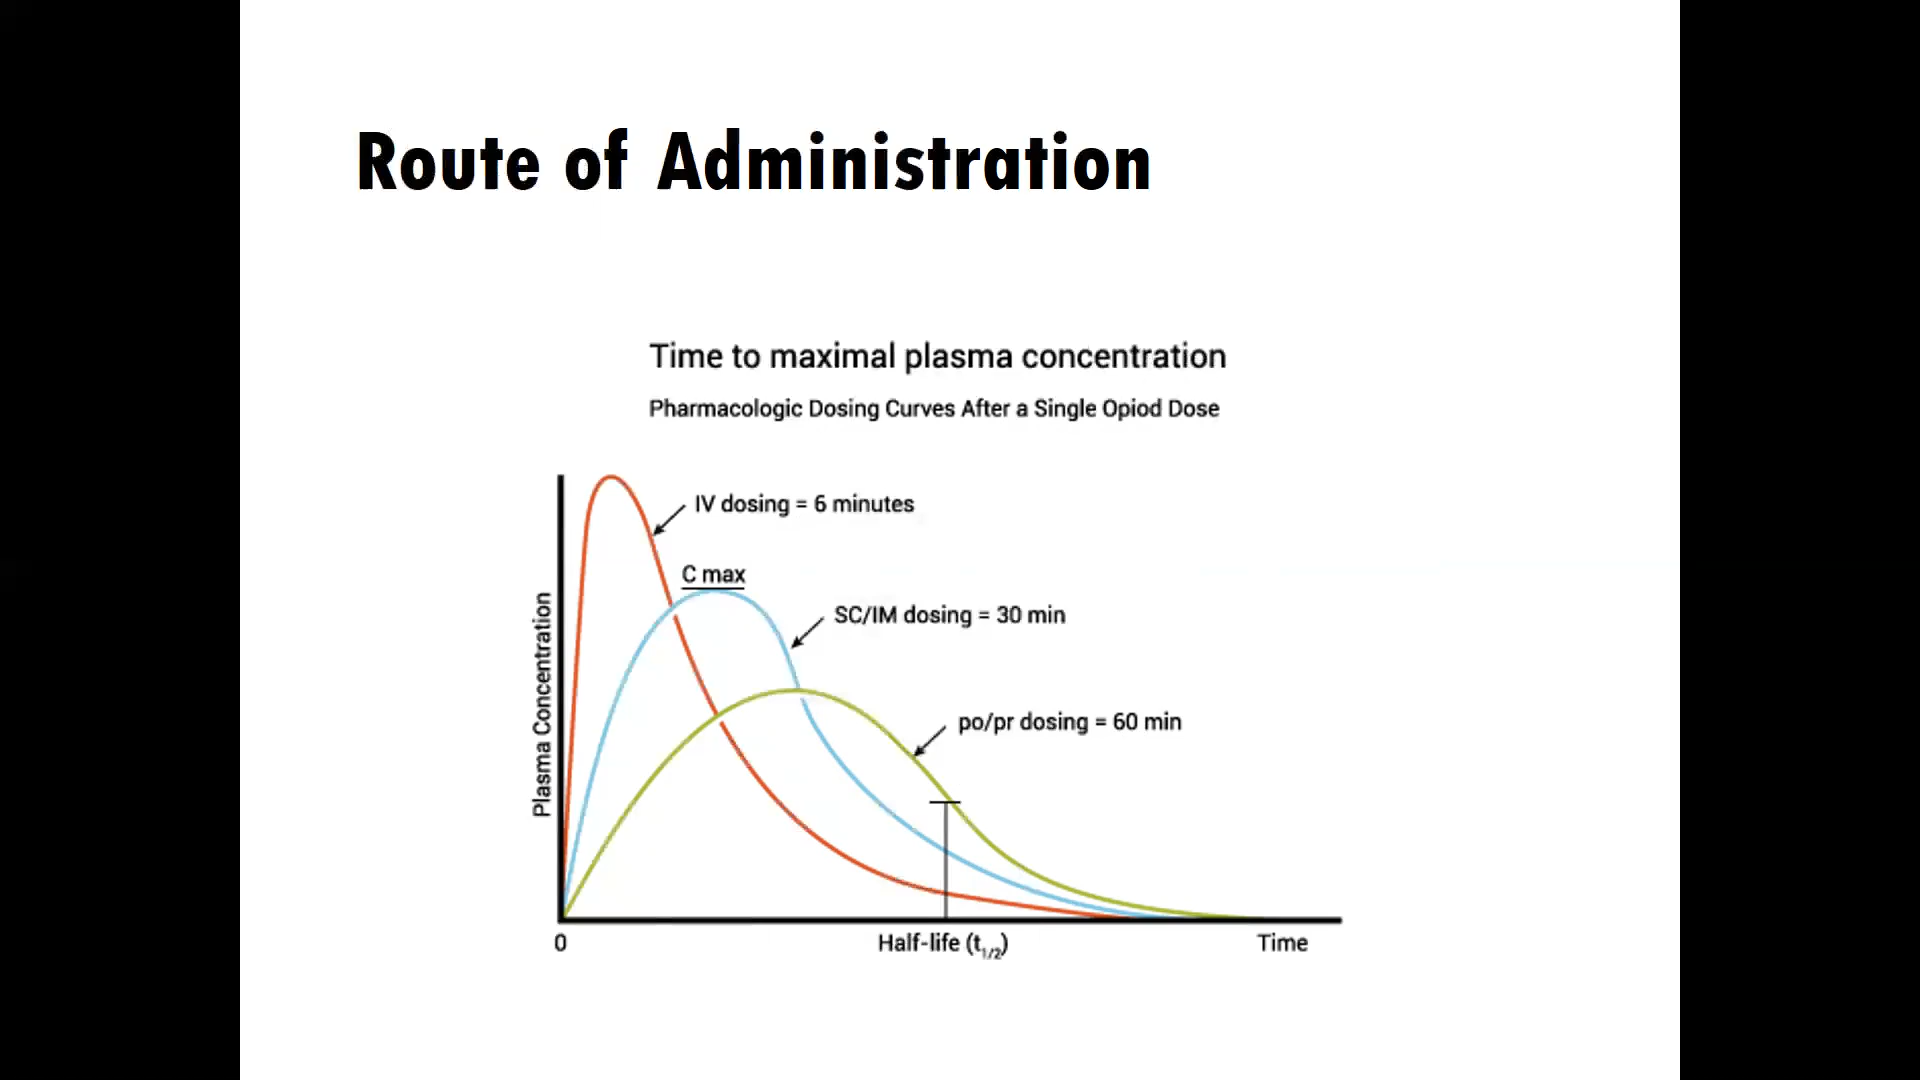 Route of Administration
Time to maximal plasma concentration
Pharmacologic Dosing Curves After a Single Opiod Dose
IV dosing = 6 minutes
C max
SC/IM dosing = 30 min
po/pr dosing = 60 min
Plasma Concentration
0
Half-life (t1/2)
Time